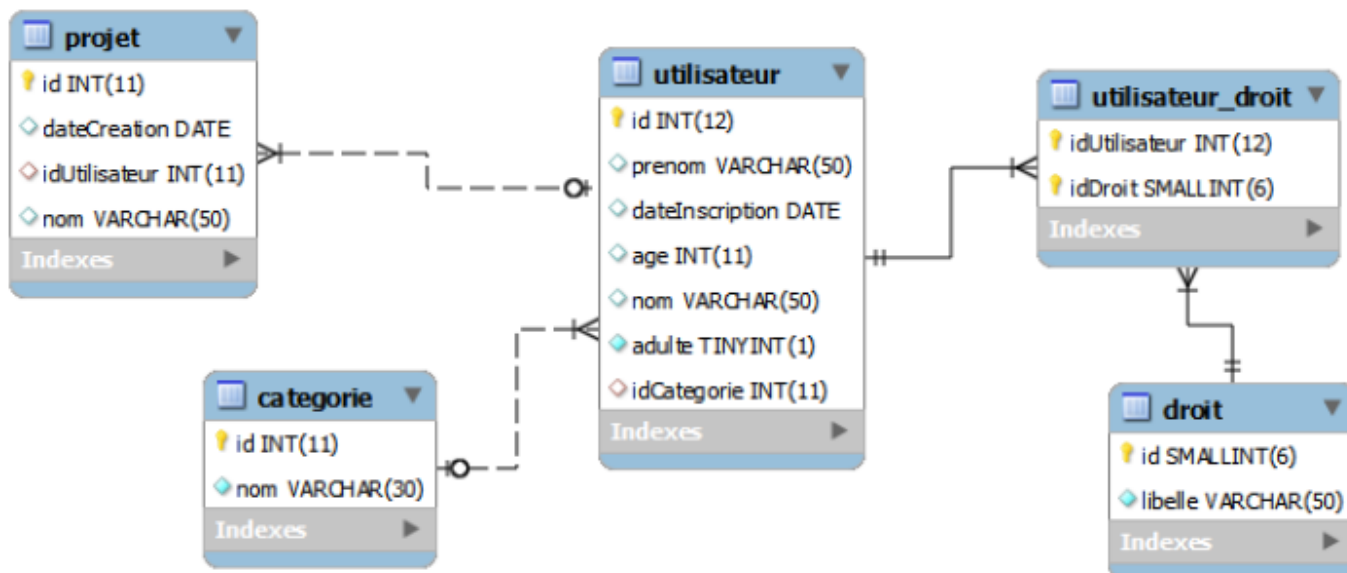 projet
id INT(11)
dateCreation DATE
idUtilisateur INT(11)
nom VARCHAR(50)
Indexes
utilisateur
id INT(12)
prenom VARCHAR(50)
dateInscription DATE
age INT(11)
nom VARCHAR(50)
adulte TINYINT(1)
idCategorie INT(11)
Indexes
utilisateur_droit
idUtilisateur INT(12)
idDroit SMALLINT(6)
Indexes
categorie
id INT(11)
nom VARCHAR(30)
Indexes
droit
id SMALLINT(6)
libelle VARCHAR(50)
Indexes